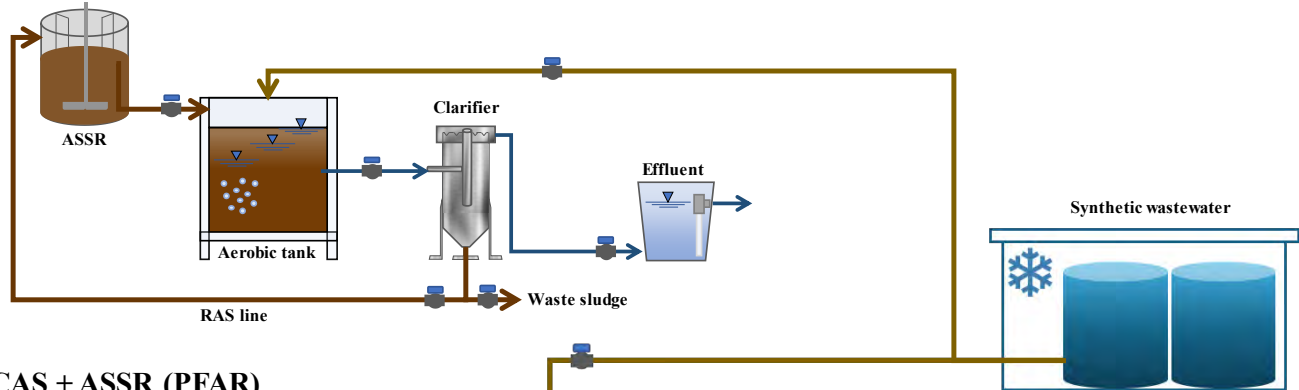 Clarifier
ASSR
Effluent
Synthetic wastewater
Aerobic tank
Waste sludge
RAS line
CAS + ASSR (PFAR)